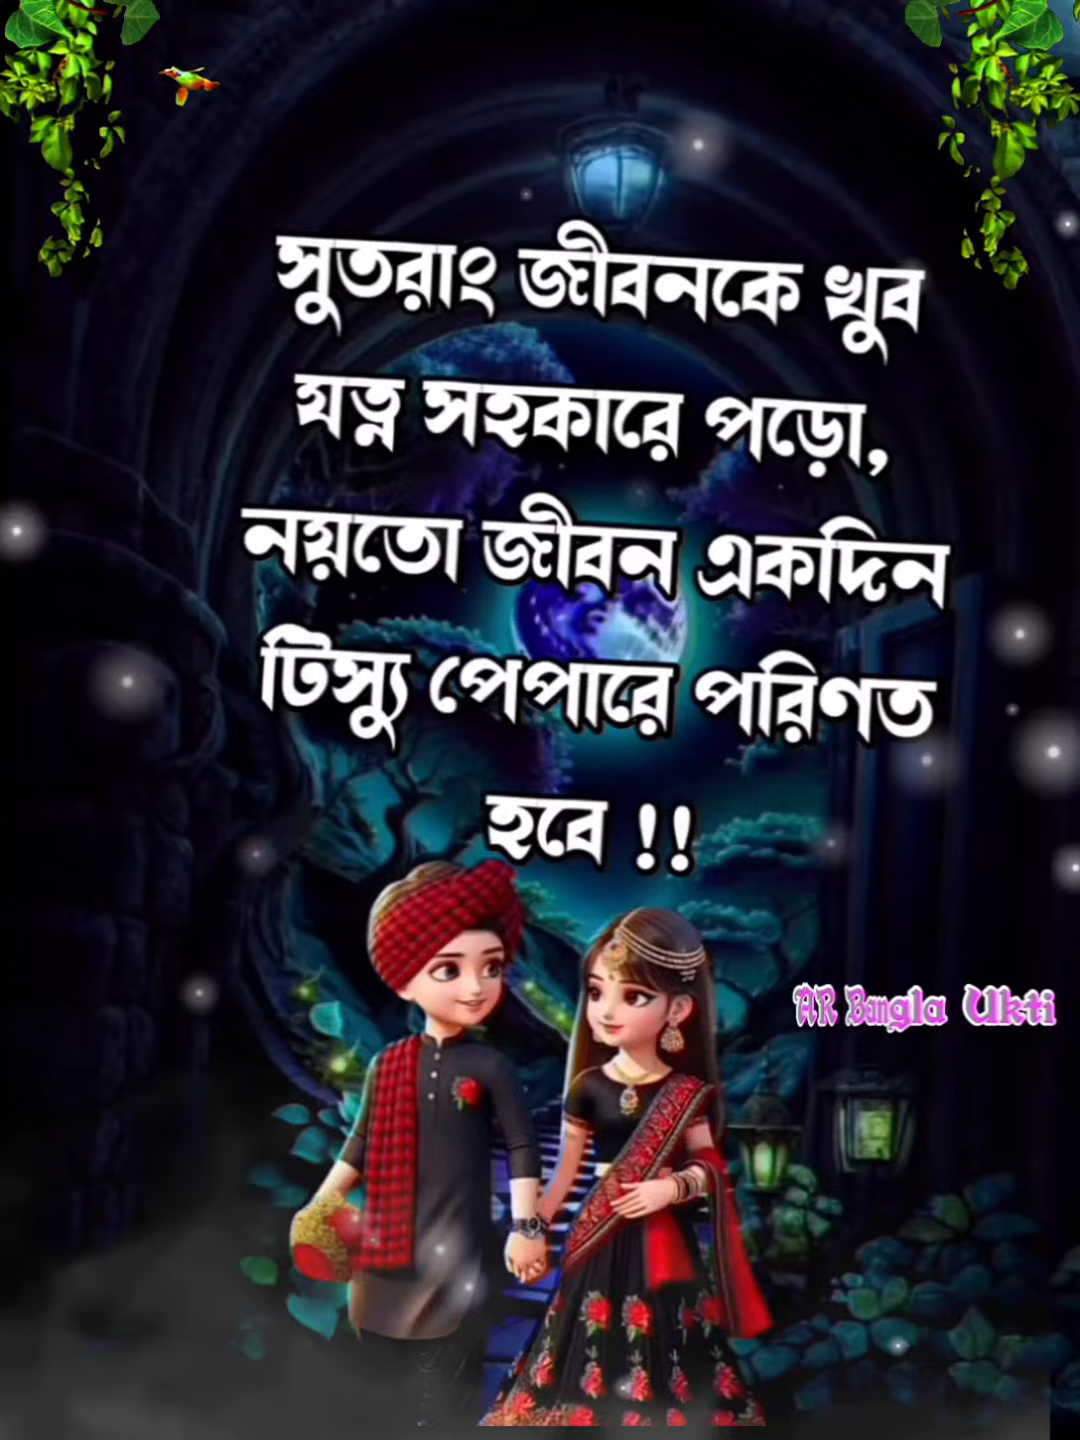 সুতরাং জীবনকে খুব
যত্ন সহকারে পড়ো,
নয়তো জীবন একদিন
টিস্যু পেপারে পরিণত
হবে !!
AR Bangla Ukti